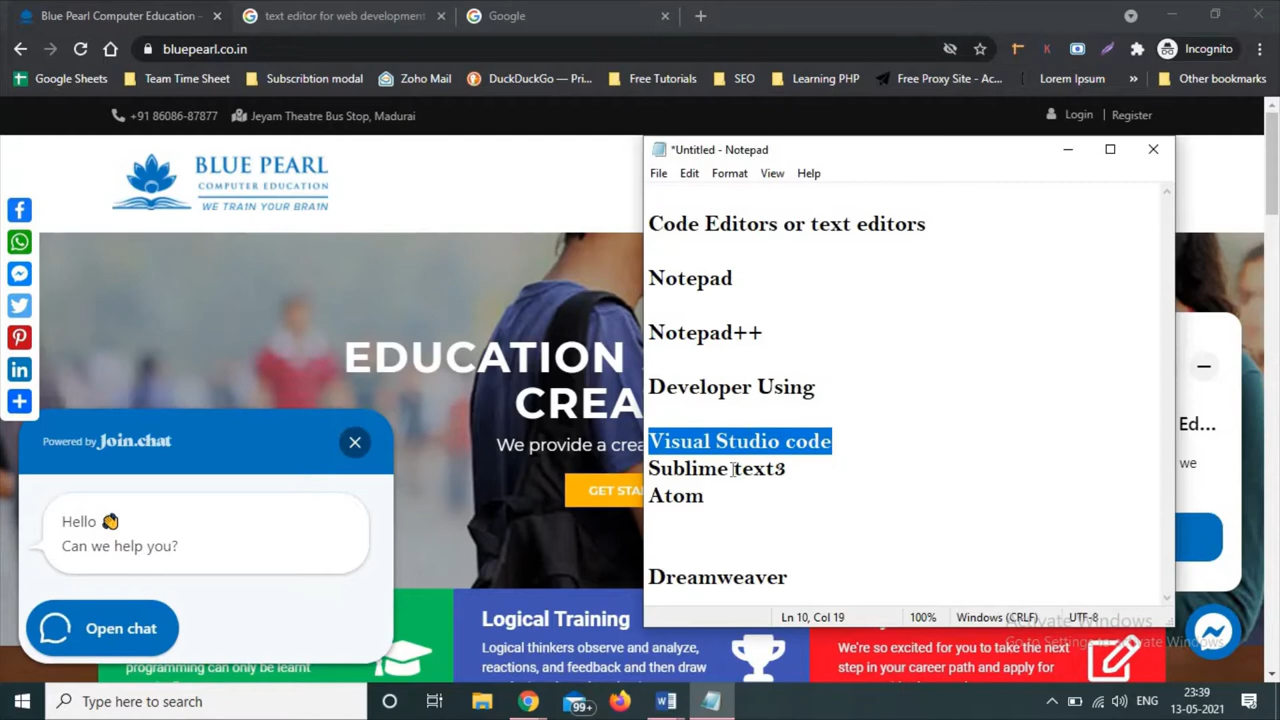 Blue Pearl Computer Education -
text editor for web development
Google
bluepearl.co.in
Incognito
Google Sheets
Team Time Sheet
Subscribtion modal
Zoho Mail
DuckDuckGo — Pri...
Free Tutorials
SEO
Learning PHP
Free Proxy Site - Ac...
Lorem Ipsum
»
Other bookmarks
+91 86086-87877
Jeyam Theatre Bus Stop, Madurai
Login | Register
BLUE PEARL
COMPUTER EDUCATION
WE TRAIN YOUR BRAIN
*Untitled - Notepad
File Edit Format View Help
Code Editors or text editors
Notepad
Notepad++
Developer Using
Visual Studio code
Sublime text3
Atom
Dreamweaver
Ln 10, Col 19
100%
Windows (CRLF)
UTF-8
EDUCATION
CREA
We provide a crea
GET STA
Powered by Join.chat
Hello 👋
Can we help you?
Open chat
Ed...
we
programming can only be learnt
Logical Training
Logical thinkers observe and analyze,
reactions, and feedback and then draw
We're so excited for you to take the next
step in your career path and apply for
Activate Windows
Go to Settings to activate Windows.
Type here to search
99+
ENG
23:39
13-05-2021